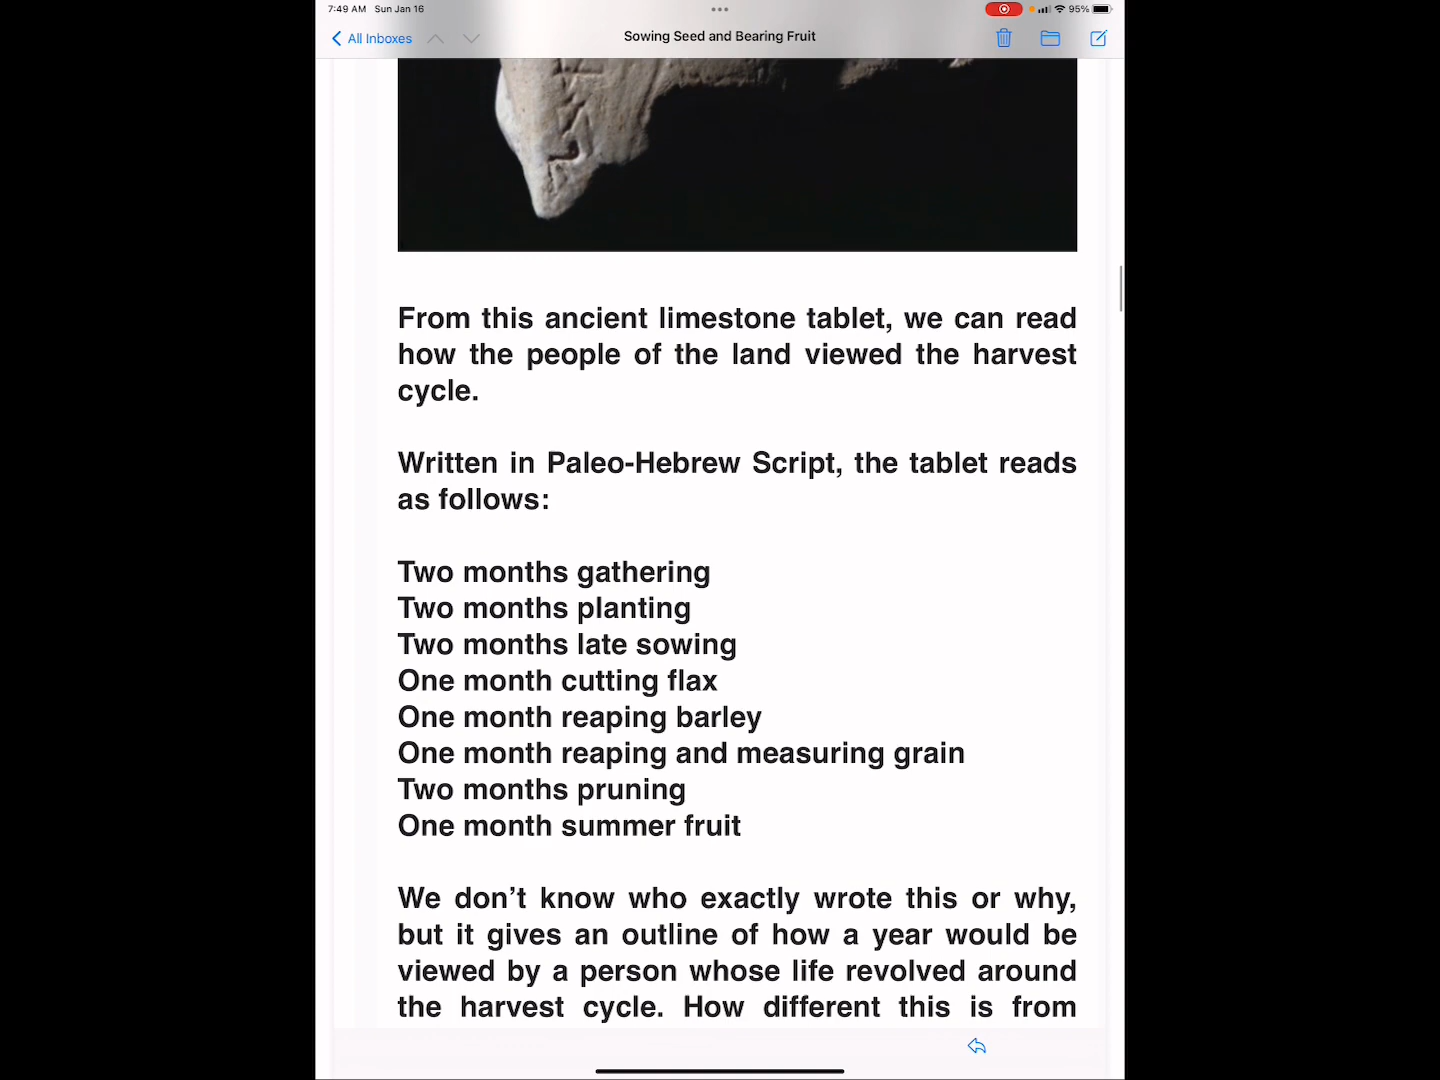 7:49 AM Sun Jan 16
95%
All Inboxes
Sowing Seed and Bearing Fruit
From this ancient limestone tablet, we can read
how the people of the land viewed the harvest
cycle.
Written in Paleo-Hebrew Script, the tablet reads
as follows:
Two months gathering
Two months planting
Two months late sowing
One month cutting flax
One month reaping barley
One month reaping and measuring grain
Two months pruning
One month summer fruit
We don’t know who exactly wrote this or why,
but it gives an outline of how a year would be
viewed by a person whose life revolved around
the harvest cycle. How different this is from